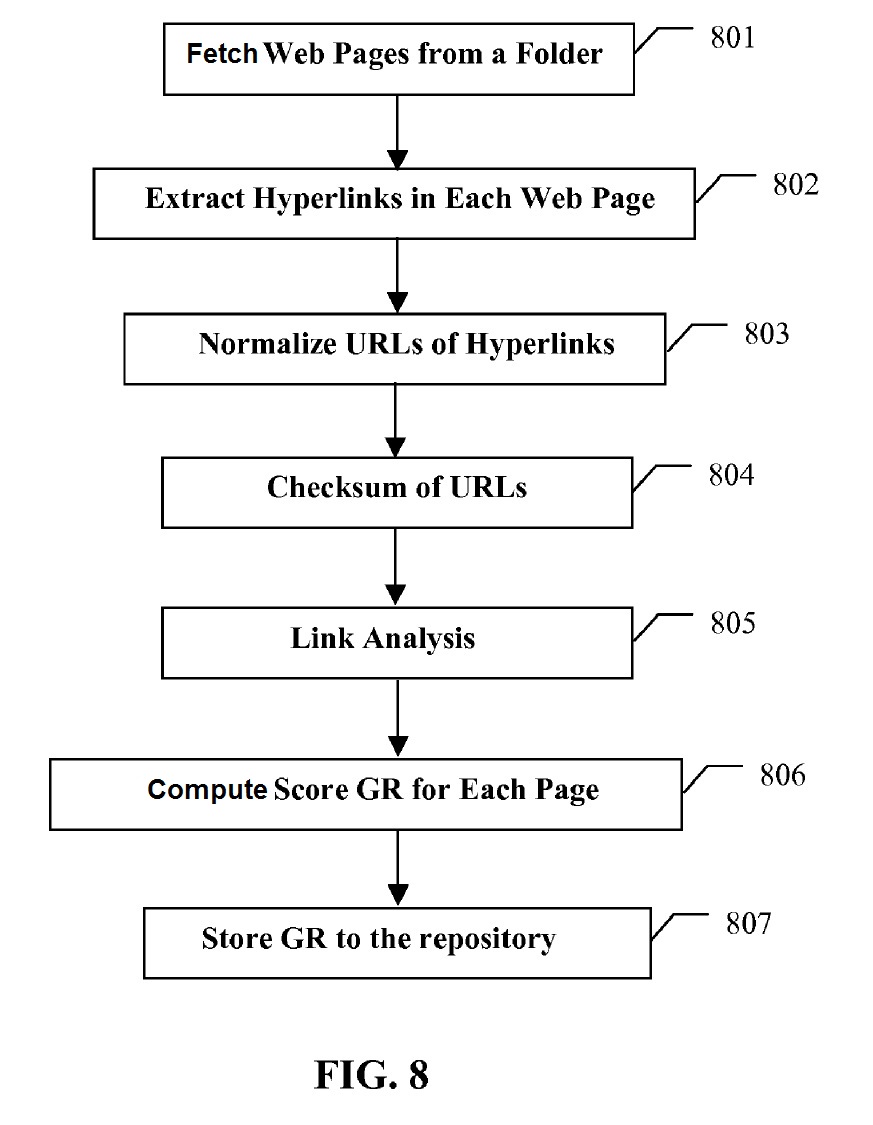 Fetch Web Pages from a Folder
801
Extract Hyperlinks in Each Web Page
802
Normalize URLs of Hyperlinks
803
Checksum of URLs
804
Link Analysis
805
Compute Score GR for Each Page
806
Store GR to the repository
807
FIG. 8